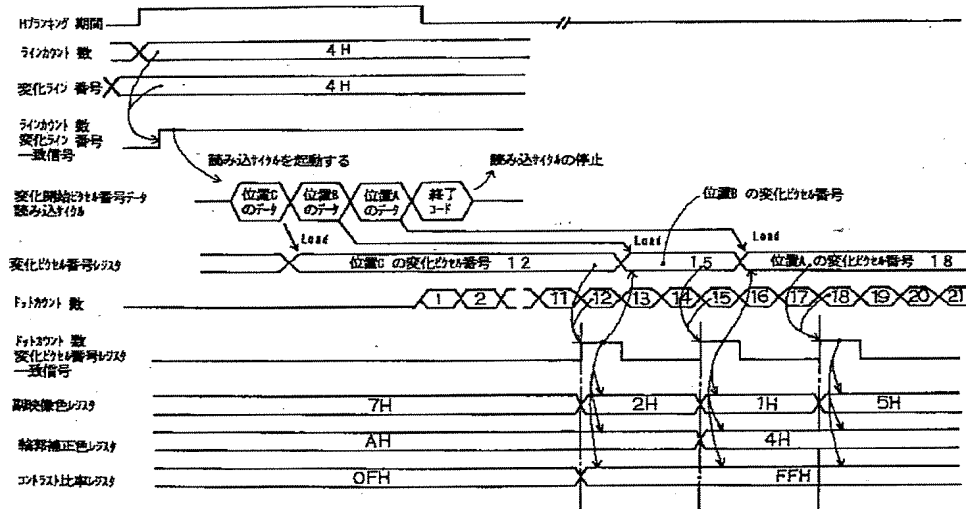 Hブランキング 期間
ラインカウント 数
4H
変化ライン 番号
4H
ラインカウント 数
変化ライン 番号
一致信号
読み込サイクルを起動する
読み込サイクルの停止
変化開始ピクセル番号データ
読み込サイクル
位置C
のデータ
位置B
のデータ
位置A
のデータ
終了
コード
位置B の変化ピクセル番号
Load
Load
Load
変化ピクセル番号レジスタ
位置C の変化ピクセル番号 12
15
位置A の変化ピクセル番号 18
ドットカウント 数
1 2 11 12 13 14 15 16 17 18 19 20 21
ドットカウント 数
変化ピクセル番号レジスタ
一致信号
副映像色レジスタ
7H 2H 1H 5H
輪郭補正色レジスタ
AH 4H
コントラスト比率レジスタ
0FH FFH